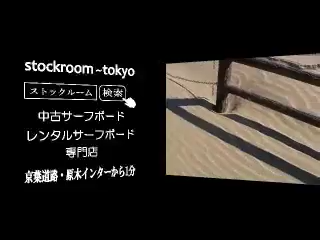 stockroom ~tokyo
ストックルーム 検索
中古サーフボード
レンタルサーフボード
専門店
京葉道路・原木インターから1分